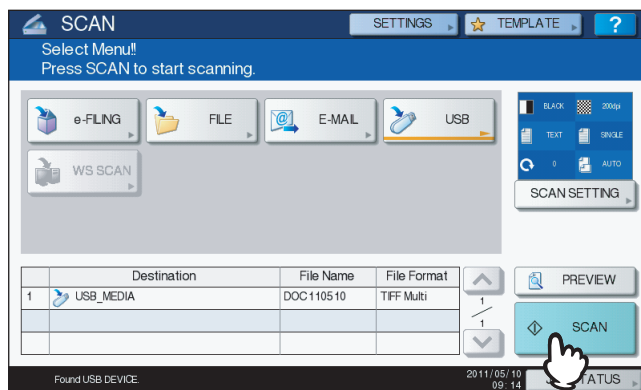 SCAN
SETTINGS
TEMPLATE
?
Select Menu!!
Press SCAN to start scanning.
e-FILING
FILE
E-MAIL
USB
WS SCAN
BLACK
200dpi
TEXT
SINGLE
0
AUTO
SCAN SETTING
Destination File Name File Format
1 USB_MEDIA DOC110510 TIFF Multi
1
1
PREVIEW
SCAN
Found USB DEVICE.
2011/05/10
09:14
TATUS